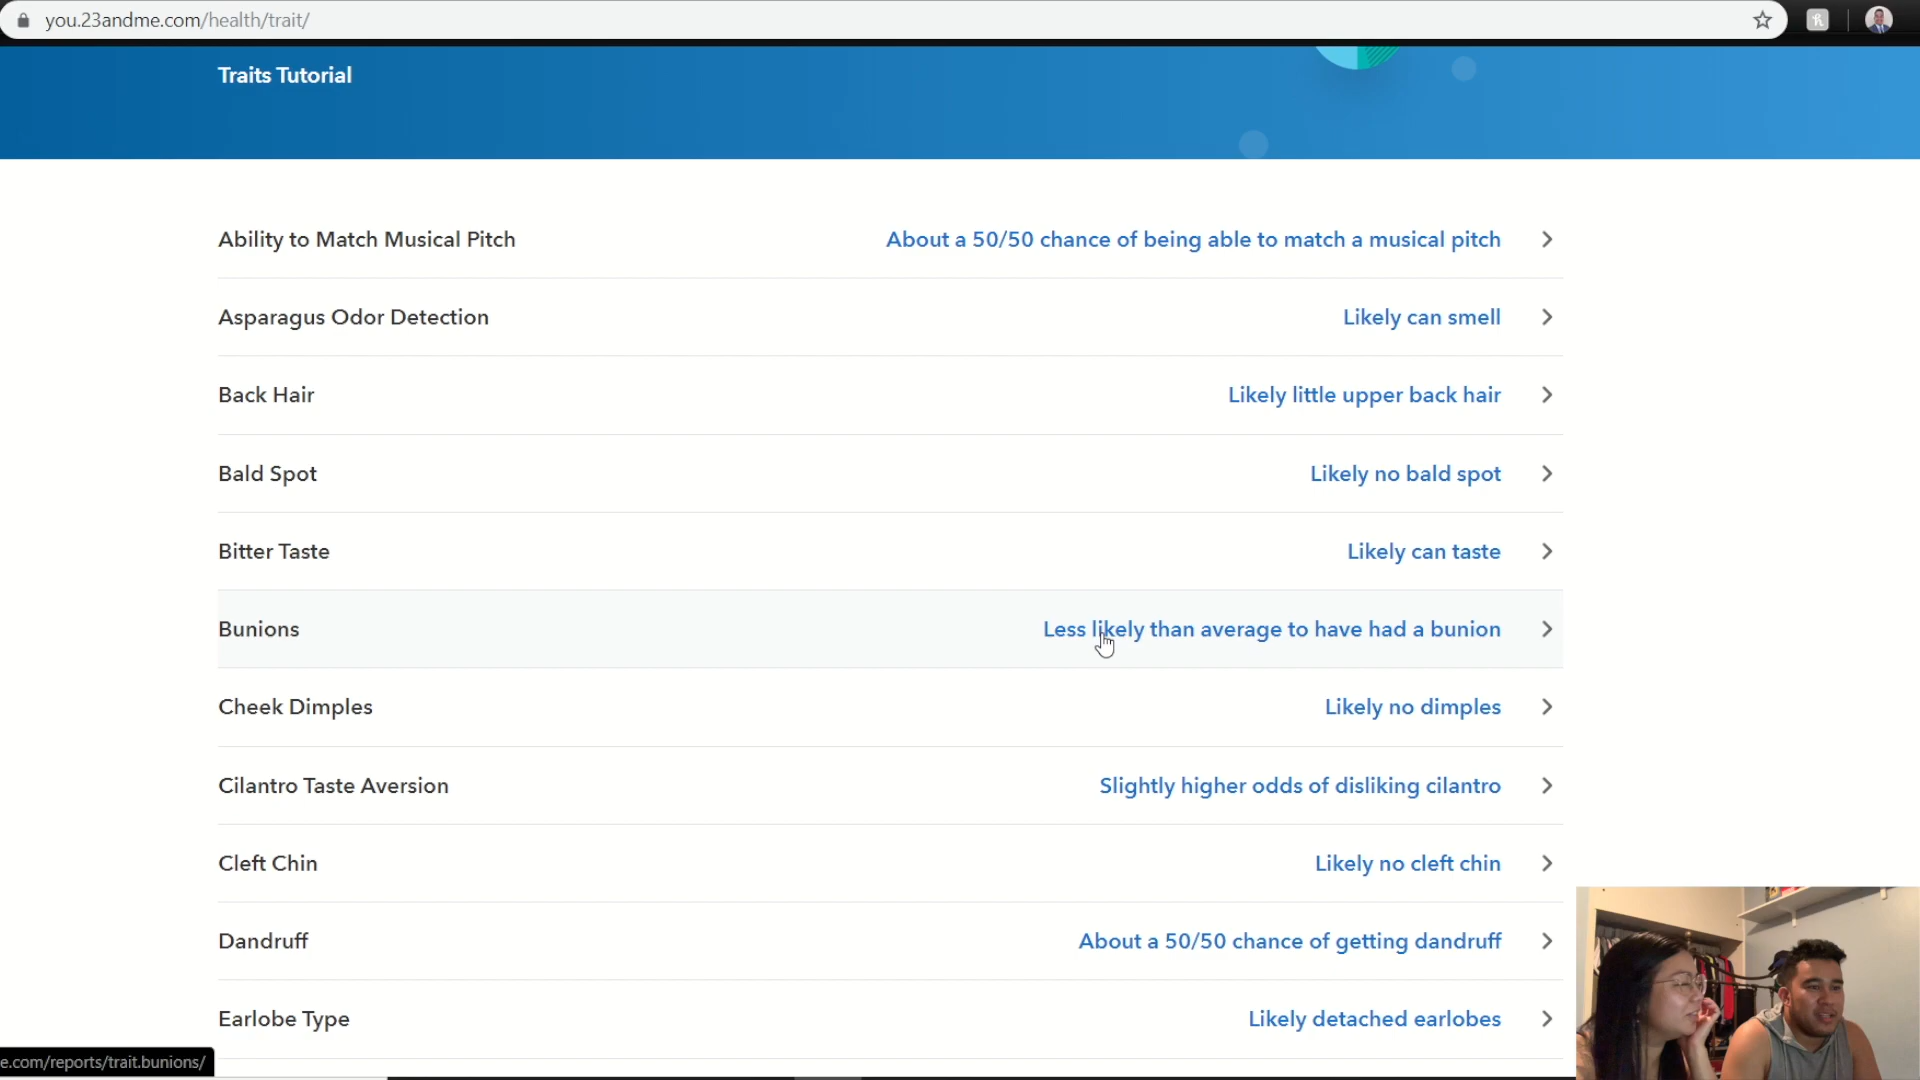 you.23andme.com/health/trait/
Traits Tutorial
Ability to Match Musical Pitch About a 50/50 chance of being able to match a musical pitch
Asparagus Odor Detection Likely can smell
Back Hair Likely little upper back hair
Bald Spot Likely no bald spot
Bitter Taste Likely can taste
Bunions Less likely than average to have had a bunion
Cheek Dimples Likely no dimples
Cilantro Taste Aversion Slightly higher odds of disliking cilantro
Cleft Chin Likely no cleft chin
Dandruff About a 50/50 chance of getting dandruff
Earlobe Type Likely detached earlobes
e.com/reports/trait.bunions/